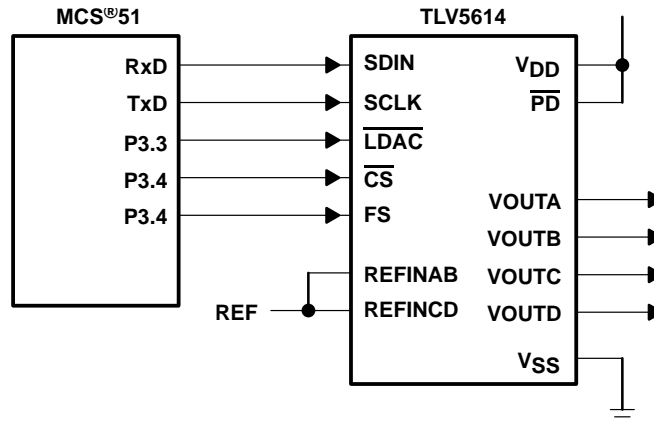 MCS®51
TLV5614
RxD
TxD
P3.3
P3.4
P3.4
SDIN
SCLK
LDAC
CS
FS
REFINAB
REFINCD
REF
VDD
PD
VOUTA
VOUTB
VOUTC
VOUTD
VSS